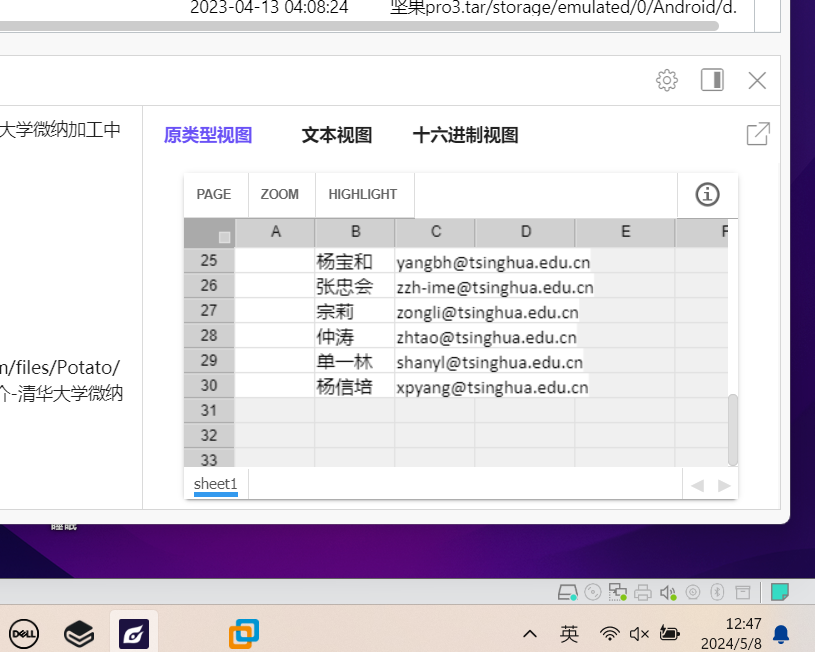 2023-04-13 04:08:24 坚果pro3.tar/storage/emulated/0/Android/d.
大学微纳加工中
原类型视图 文本视图 十六进制视图
PAGE ZOOM HIGHLIGHT
A B C D E F
25 杨宝和 yangbh@tsinghua.edu.cn
26 张忠会 zzh-ime@tsinghua.edu.cn
27 宗莉 zongli@tsinghua.edu.cn
28 仲涛 zhtao@tsinghua.edu.cn
29 单一林 shanyl@tsinghua.edu.cn
30 杨信培 xpyang@tsinghua.edu.cn
31
32
33
m/files/Potato/
个-清华大学微纳
sheet1
睡眠
DELL
英
12:47
2024/5/8